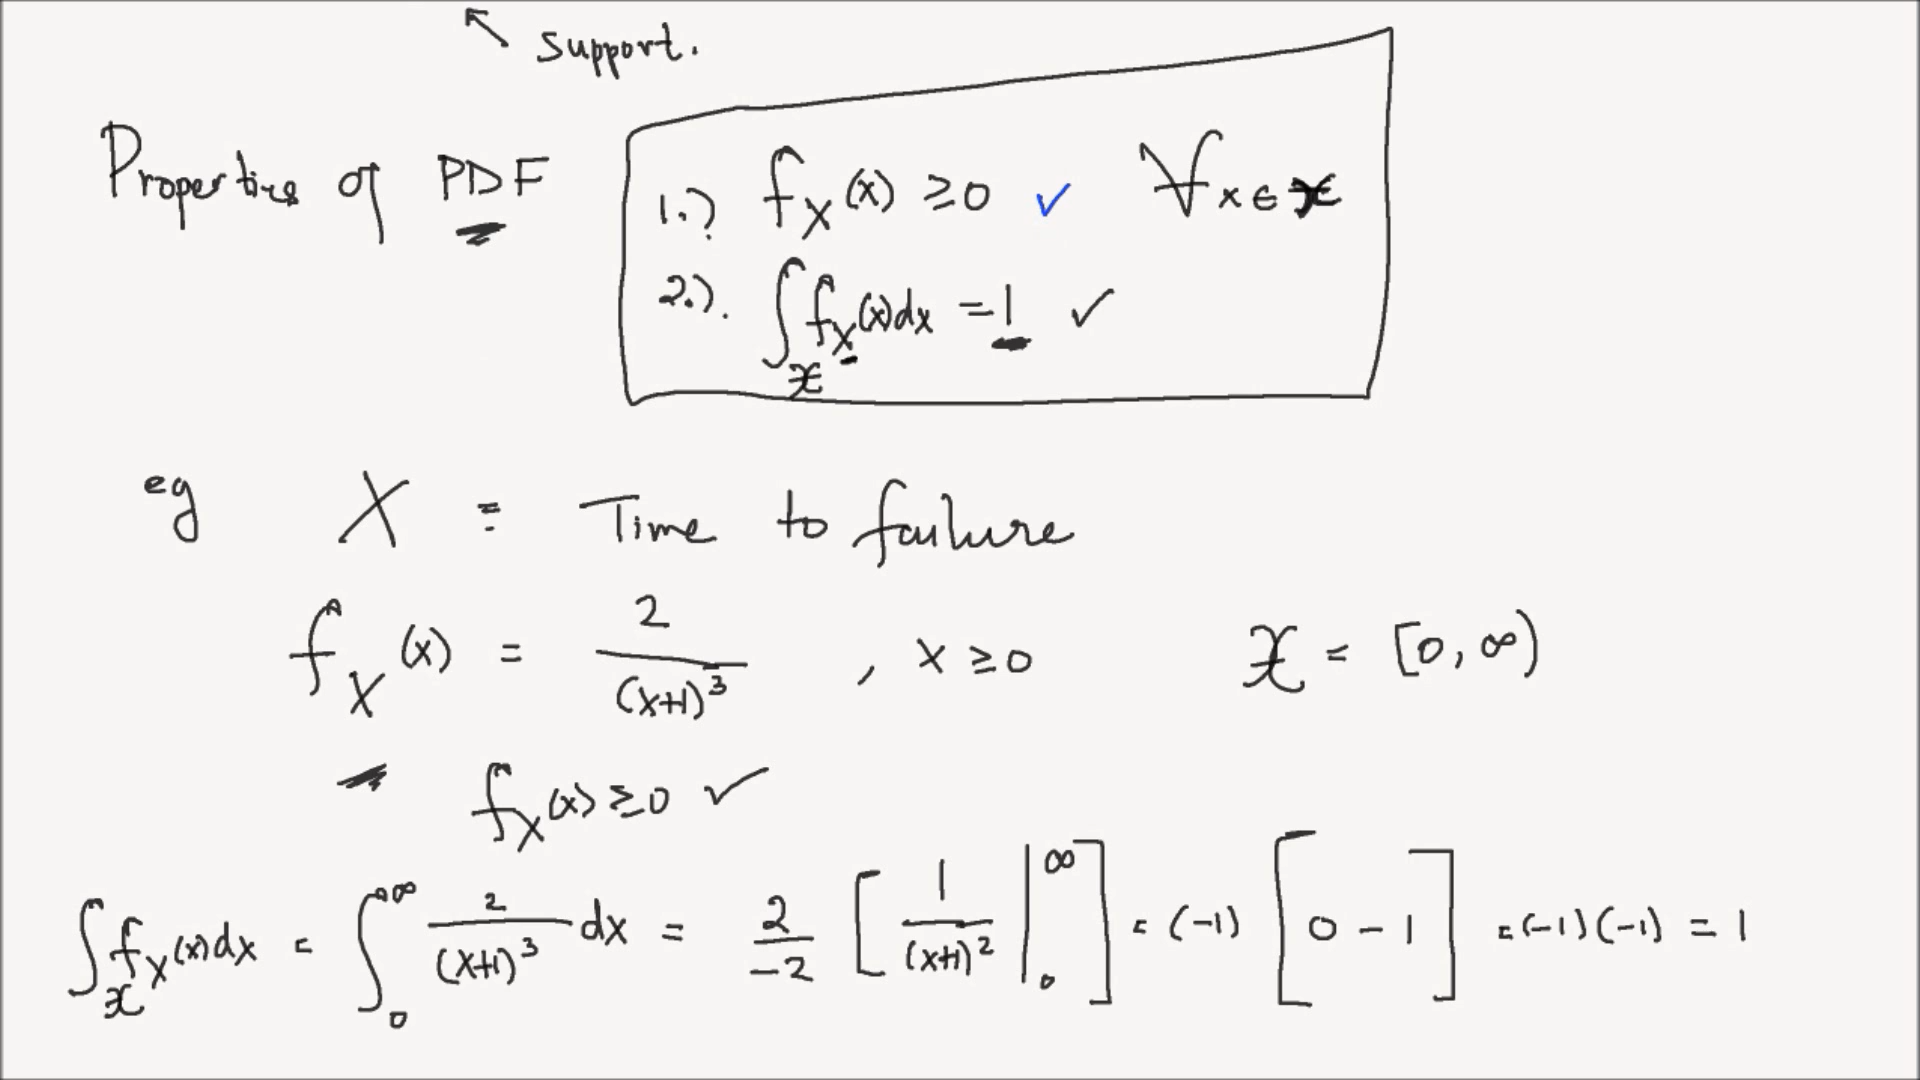 ↖ support.
Properties of PDF
1.) f_X(x) ≥ 0 ✓ ∀ x ∈ 𝒳
2.). ∫_𝒳 f_X(x)dx = 1 ✓
eg X = Time to failure
f_X(x) = 2/(x+1)^3 , x ≥ 0 𝒳 = [0, ∞)
f_X(x) ≥ 0 ✓
∫_𝒳 f_X(x)dx = ∫_0^∞ 2/(x+1)^3 dx = 2/-2 [ 1/(x+1)^2 |_0^∞ ] = (-1) [ 0 - 1 ] = (-1)(-1) = 1